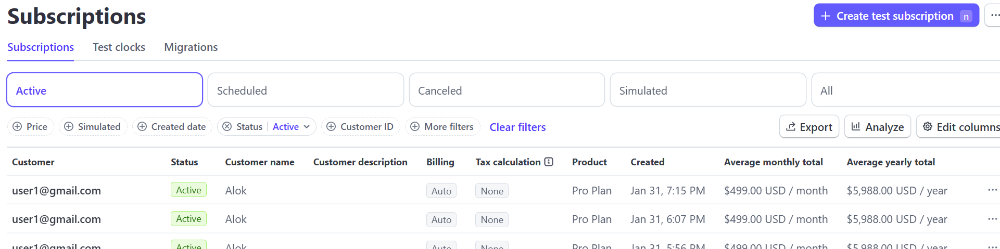 Subscriptions
+ Create test subscription n ...
Subscriptions Test clocks Migrations
Active Scheduled Canceled Simulated All
Price Simulated Created date Status | Active Customer ID More filters Clear filters Export Analyze Edit columns
Customer Status Customer name Customer description Billing Tax calculation Product Created Average monthly total Average yearly total
user1@gmail.com Active Alok Auto None Pro Plan Jan 31, 7:15 PM $499.00 USD / month $5,988.00 USD / year ...
user1@gmail.com Active Alok Auto None Pro Plan Jan 31, 6:07 PM $499.00 USD / month $5,988.00 USD / year ...
user1@gmail.com Active Alok Auto None Pro Plan Jan 31, 5:56 PM $499.00 USD / month $5,988.00 USD / year ...